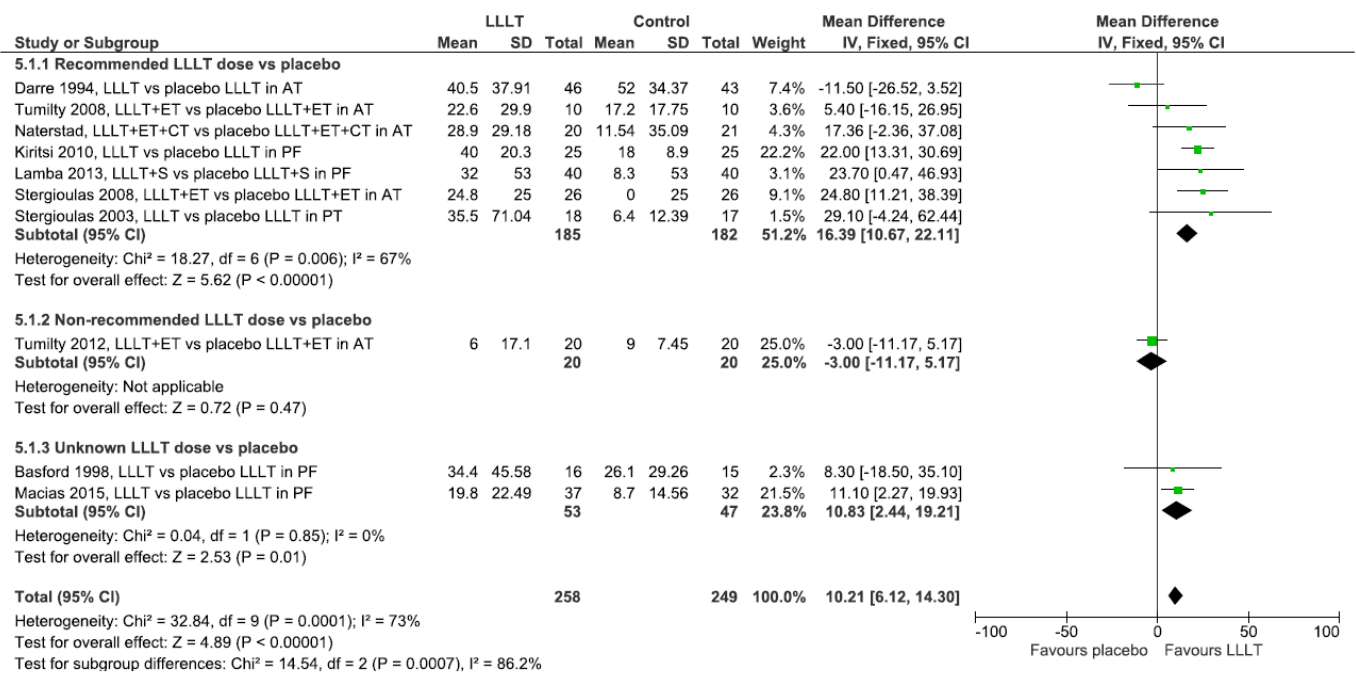 LLLT Control Mean Difference Mean Difference
Study or Subgroup Mean SD Total Mean SD Total Weight IV, Fixed, 95% CI IV, Fixed, 95% CI
5.1.1 Recommended LLLT dose vs placebo
Darre 1994, LLLT vs placebo LLLT in AT 40.5 37.91 46 52 34.37 43 7.4% -11.50 [-26.52, 3.52]
Tumilty 2008, LLLT+ET vs placebo LLLT+ET in AT 22.6 29.9 10 17.2 17.75 10 3.6% 5.40 [-16.15, 26.95]
Naterstad, LLLT+ET+CT vs placebo LLLT+ET+CT in AT 28.9 29.18 20 11.54 35.09 21 4.3% 17.36 [-2.36, 37.08]
Kiritsi 2010, LLLT vs placebo LLLT in PF 40 20.3 25 18 8.9 25 22.2% 22.00 [13.31, 30.69]
Lamba 2013, LLLT+S vs placebo LLLT+S in PF 32 53 40 8.3 53 40 3.1% 23.70 [0.47, 46.93]
Stergioulas 2008, LLLT+ET vs placebo LLLT+ET in AT 24.8 25 26 0 25 26 9.1% 24.80 [11.21, 38.39]
Stergioulas 2003, LLLT vs placebo LLLT in PT 35.5 71.04 18 6.4 12.39 17 1.5% 29.10 [-4.24, 62.44]
Subtotal (95% CI) 185 182 51.2% 16.39 [10.67, 22.11]
Heterogeneity: Chi² = 18.27, df = 6 (P = 0.006); I² = 67%
Test for overall effect: Z = 5.62 (P < 0.00001)
5.1.2 Non-recommended LLLT dose vs placebo
Tumilty 2012, LLLT+ET vs placebo LLLT+ET in AT 6 17.1 20 9 7.45 20 25.0% -3.00 [-11.17, 5.17]
Subtotal (95% CI) 20 20 25.0% -3.00 [-11.17, 5.17]
Heterogeneity: Not applicable
Test for overall effect: Z = 0.72 (P = 0.47)
5.1.3 Unknown LLLT dose vs placebo
Basford 1998, LLLT vs placebo LLLT in PF 34.4 45.58 16 26.1 29.26 15 2.3% 8.30 [-18.50, 35.10]
Macias 2015, LLLT vs placebo LLLT in PF 19.8 22.49 37 8.7 14.56 32 21.5% 11.10 [2.27, 19.93]
Subtotal (95% CI) 53 47 23.8% 10.83 [2.44, 19.21]
Heterogeneity: Chi² = 0.04, df = 1 (P = 0.85); I² = 0%
Test for overall effect: Z = 2.53 (P = 0.01)
Total (95% CI) 258 249 100.0% 10.21 [6.12, 14.30]
Heterogeneity: Chi² = 32.84, df = 9 (P = 0.0001); I² = 73%
Test for overall effect: Z = 4.89 (P < 0.00001)
Test for subgroup differences: Chi² = 14.54, df = 2 (P = 0.0007), I² = 86.2%
-100 -50 0 50 100
Favours placebo Favours LLLT